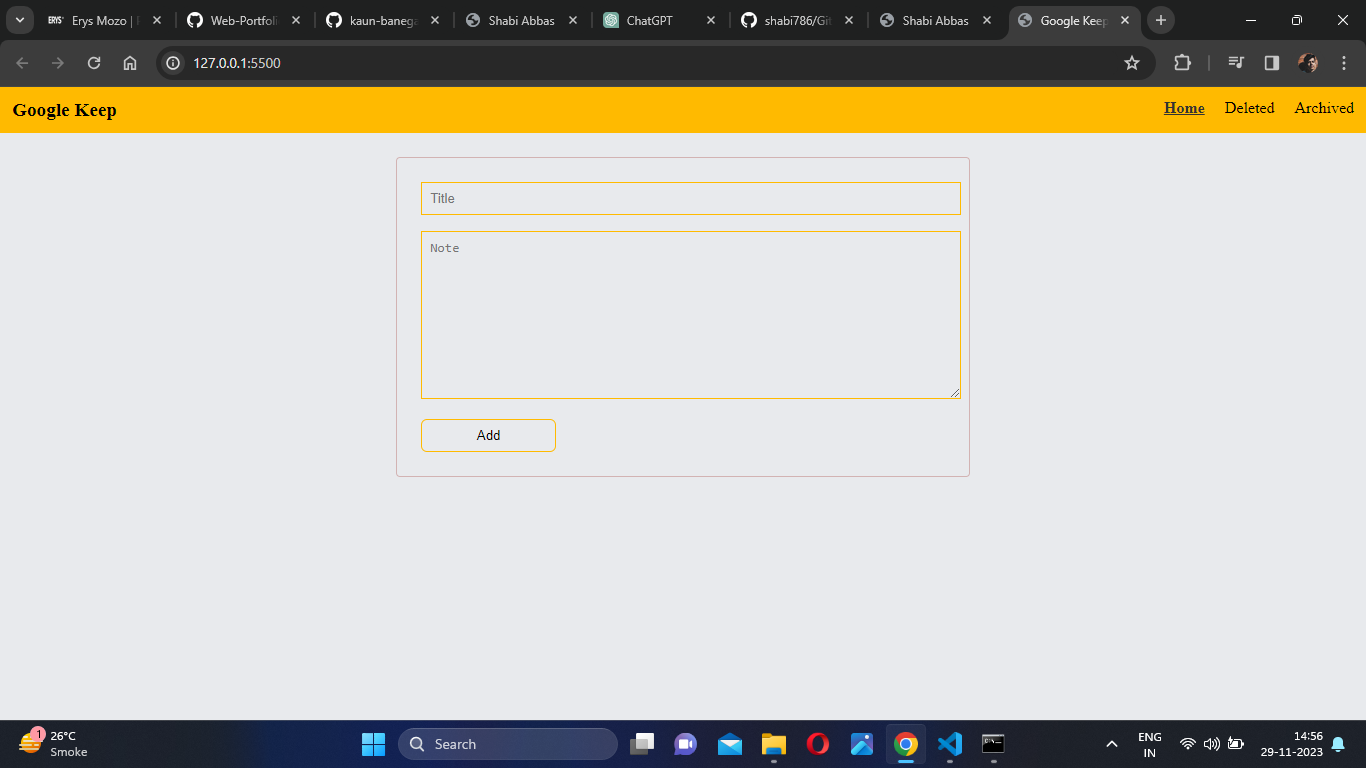 ERYS Erys Mozo |
Web-Portfoli
kaun-banega
Shabi Abbas
ChatGPT
shabi786/Git
Shabi Abbas
Google Keep
127.0.0.1:5500
Google Keep
Home Deleted Archived
Title
Note
Add
1
26°C
Smoke
Search
ENG
IN
14:56
29-11-2023